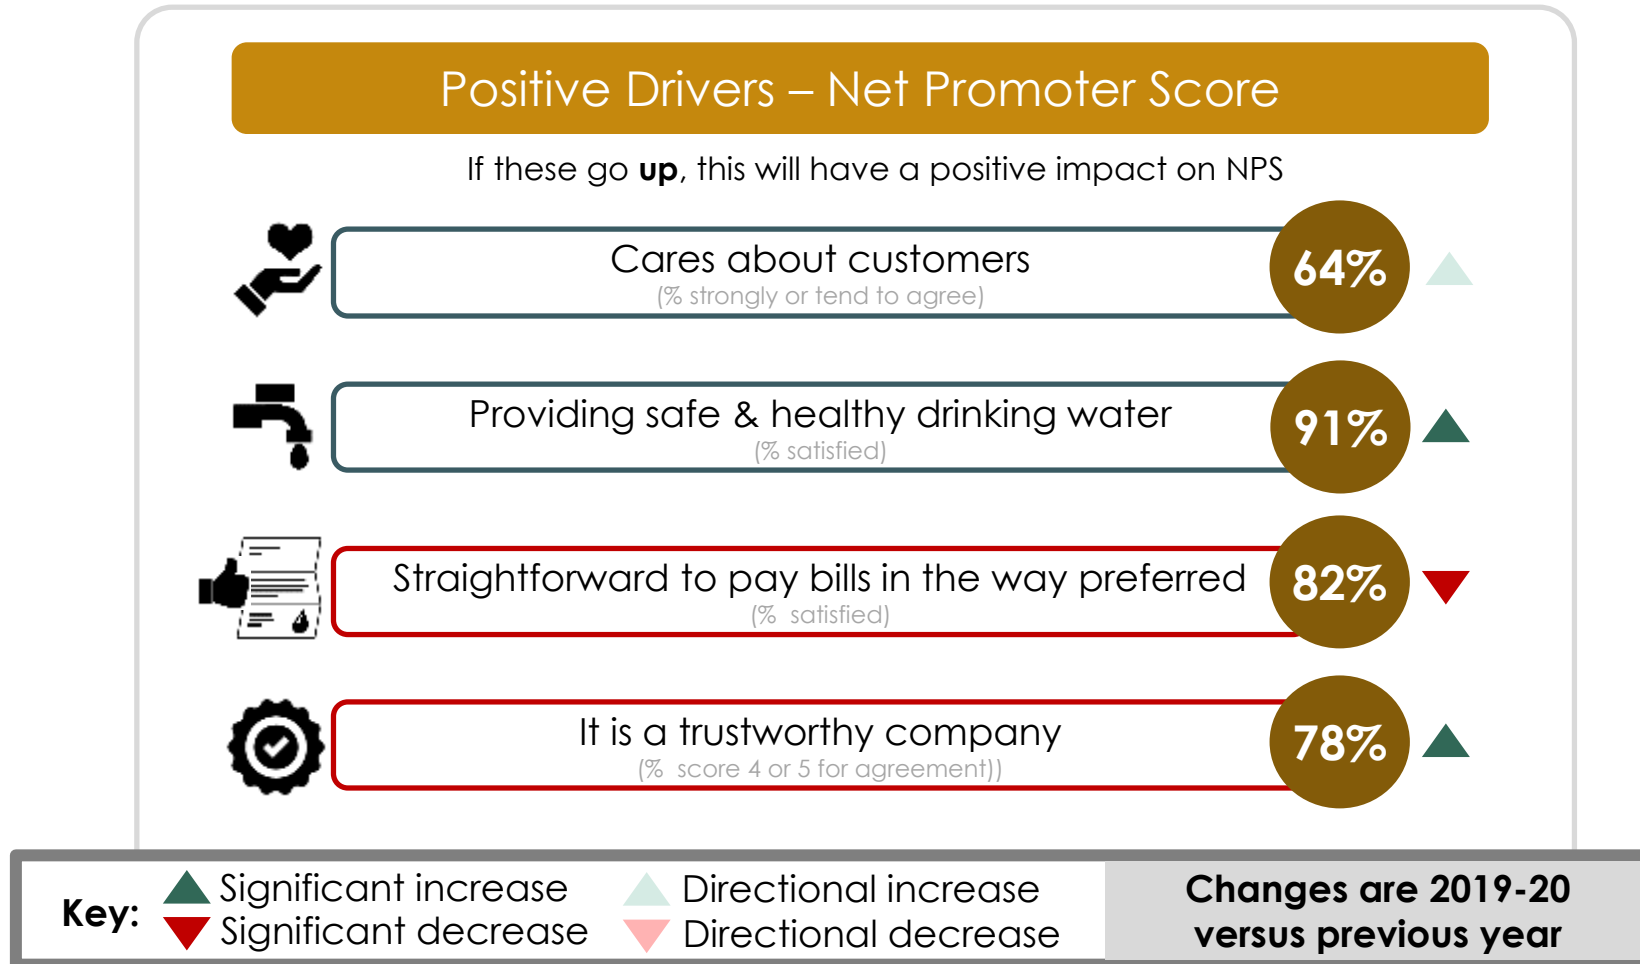 Positive Drivers – Net Promoter Score
If these go up, this will have a positive impact on NPS
Cares about customers
(% strongly or tend to agree)
64%
Providing safe & healthy drinking water
(% satisfied)
91%
Straightforward to pay bills in the way preferred
(%  satisfied)
82%
It is a trustworthy company
(%  score 4 or 5 for agreement))
78%
Key:
Significant increase
Significant decrease
Directional increase
Directional decrease
Changes are 2019-20
versus previous year